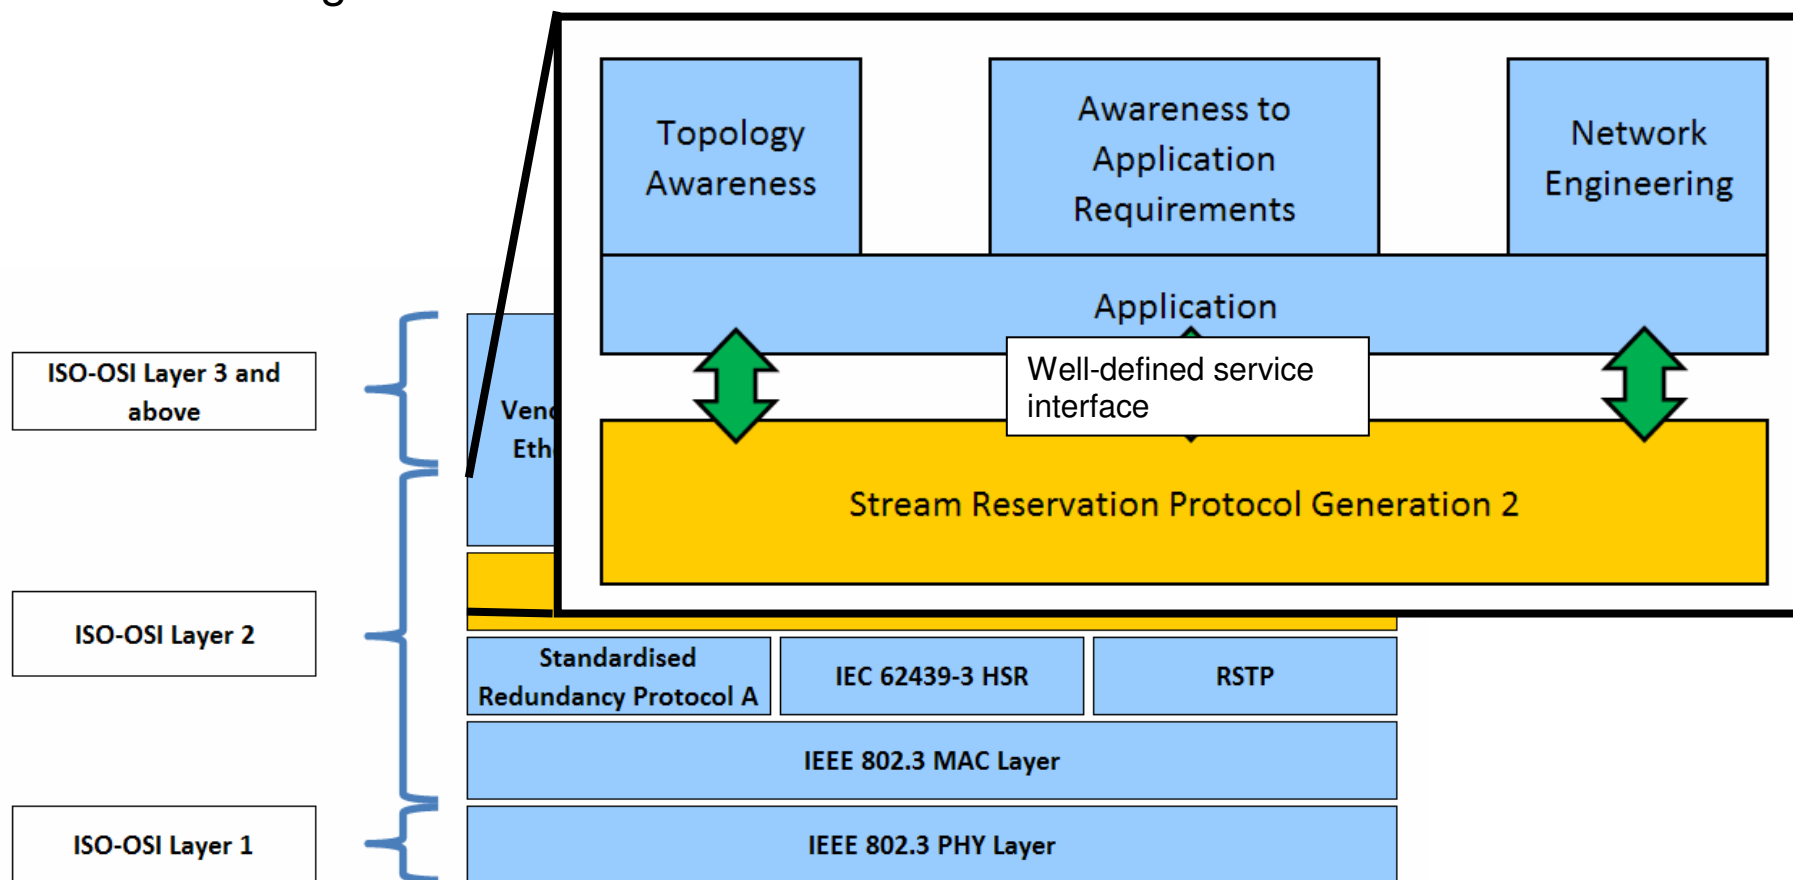 Topology
Awareness
Awareness to
Application
Requirements
Network
Engineering
Application
Well-defined service
interface
Stream Reservation Protocol Generation 2
ISO-OSI Layer 3 and
above
ISO-OSI Layer 2
Standardised
Redundancy Protocol A
IEC 62439-3 HSR
RSTP
IEEE 802.3 MAC Layer
ISO-OSI Layer 1
IEEE 802.3 PHY Layer